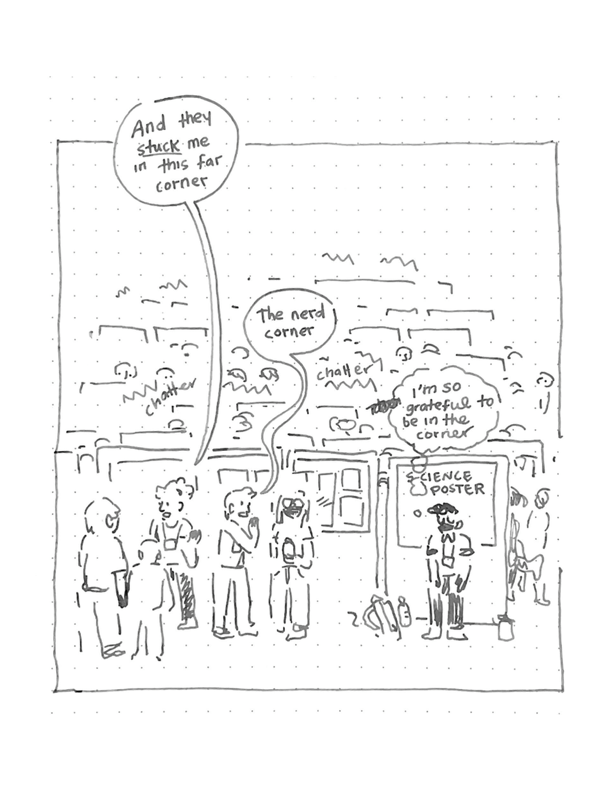 And they
stuck me
in this far
corner
The nerd
corner
chatter
chatter
I'm so
grateful to
be in the
corner
SCIENCE
POSTER